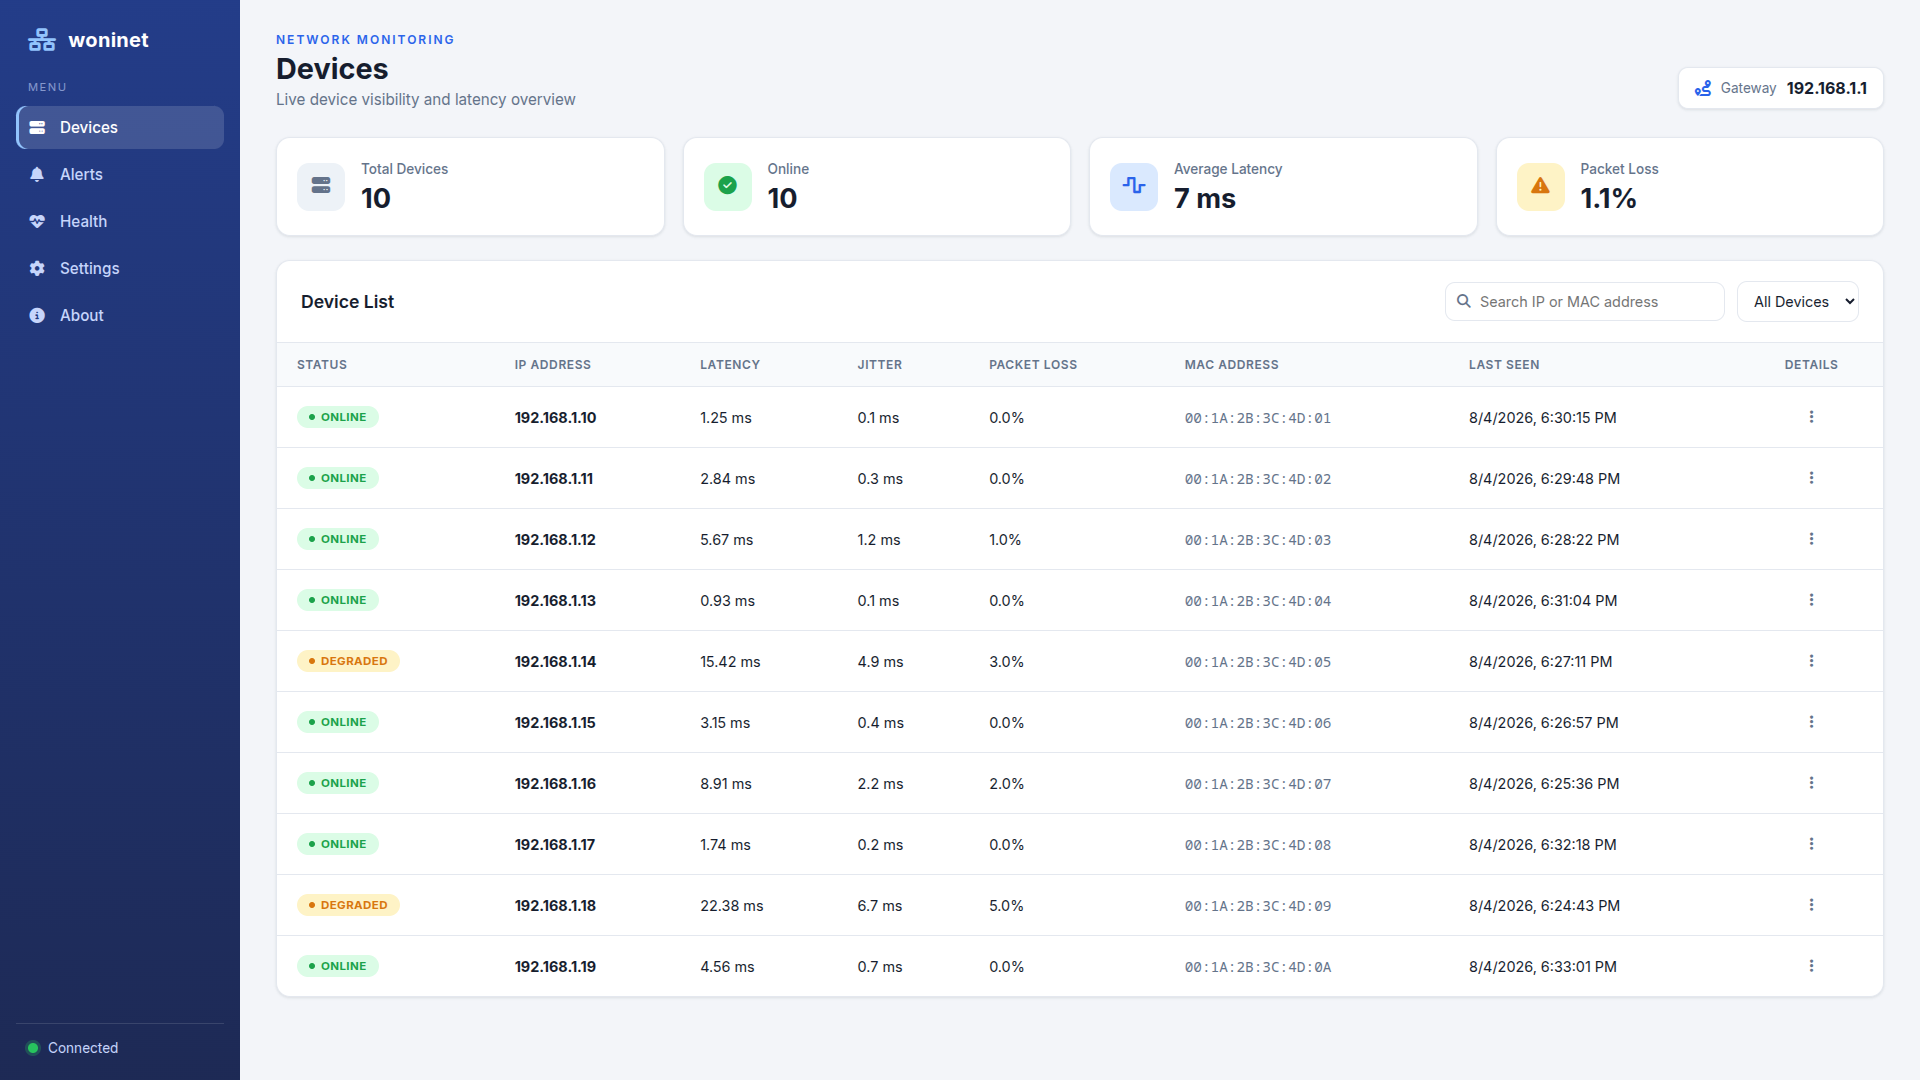 woninet
MENU
Devices
Alerts
Health
Settings
About
Connected
NETWORK MONITORING
Devices
Live device visibility and latency overview
Gateway 192.168.1.1
Total Devices
10
Online
10
Average Latency
7 ms
Packet Loss
1.1%
Device List
Search IP or MAC address
All Devices
STATUS IP ADDRESS LATENCY JITTER PACKET LOSS MAC ADDRESS LAST SEEN DETAILS
ONLINE 192.168.1.10 1.25 ms 0.1 ms 0.0% 00:1A:2B:3C:4D:01 8/4/2026, 6:30:15 PM
ONLINE 192.168.1.11 2.84 ms 0.3 ms 0.0% 00:1A:2B:3C:4D:02 8/4/2026, 6:29:48 PM
ONLINE 192.168.1.12 5.67 ms 1.2 ms 1.0% 00:1A:2B:3C:4D:03 8/4/2026, 6:28:22 PM
ONLINE 192.168.1.13 0.93 ms 0.1 ms 0.0% 00:1A:2B:3C:4D:04 8/4/2026, 6:31:04 PM
DEGRADED 192.168.1.14 15.42 ms 4.9 ms 3.0% 00:1A:2B:3C:4D:05 8/4/2026, 6:27:11 PM
ONLINE 192.168.1.15 3.15 ms 0.4 ms 0.0% 00:1A:2B:3C:4D:06 8/4/2026, 6:26:57 PM
ONLINE 192.168.1.16 8.91 ms 2.2 ms 2.0% 00:1A:2B:3C:4D:07 8/4/2026, 6:25:36 PM
ONLINE 192.168.1.17 1.74 ms 0.2 ms 0.0% 00:1A:2B:3C:4D:08 8/4/2026, 6:32:18 PM
DEGRADED 192.168.1.18 22.38 ms 6.7 ms 5.0% 00:1A:2B:3C:4D:09 8/4/2026, 6:24:43 PM
ONLINE 192.168.1.19 4.56 ms 0.7 ms 0.0% 00:1A:2B:3C:4D:0A 8/4/2026, 6:33:01 PM